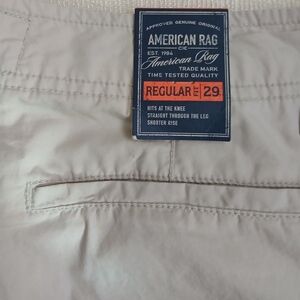 APPROVED GENUINE ORIGINAL
AMERICAN RAG
CIE
EST. 1984
American Rag
TRADE MARK
TIME TESTED QUALITY
REGULAR FIT 29
HITS AT THE KNEE
STRAIGHT THROUGH THE LEG
SHORTER RISE